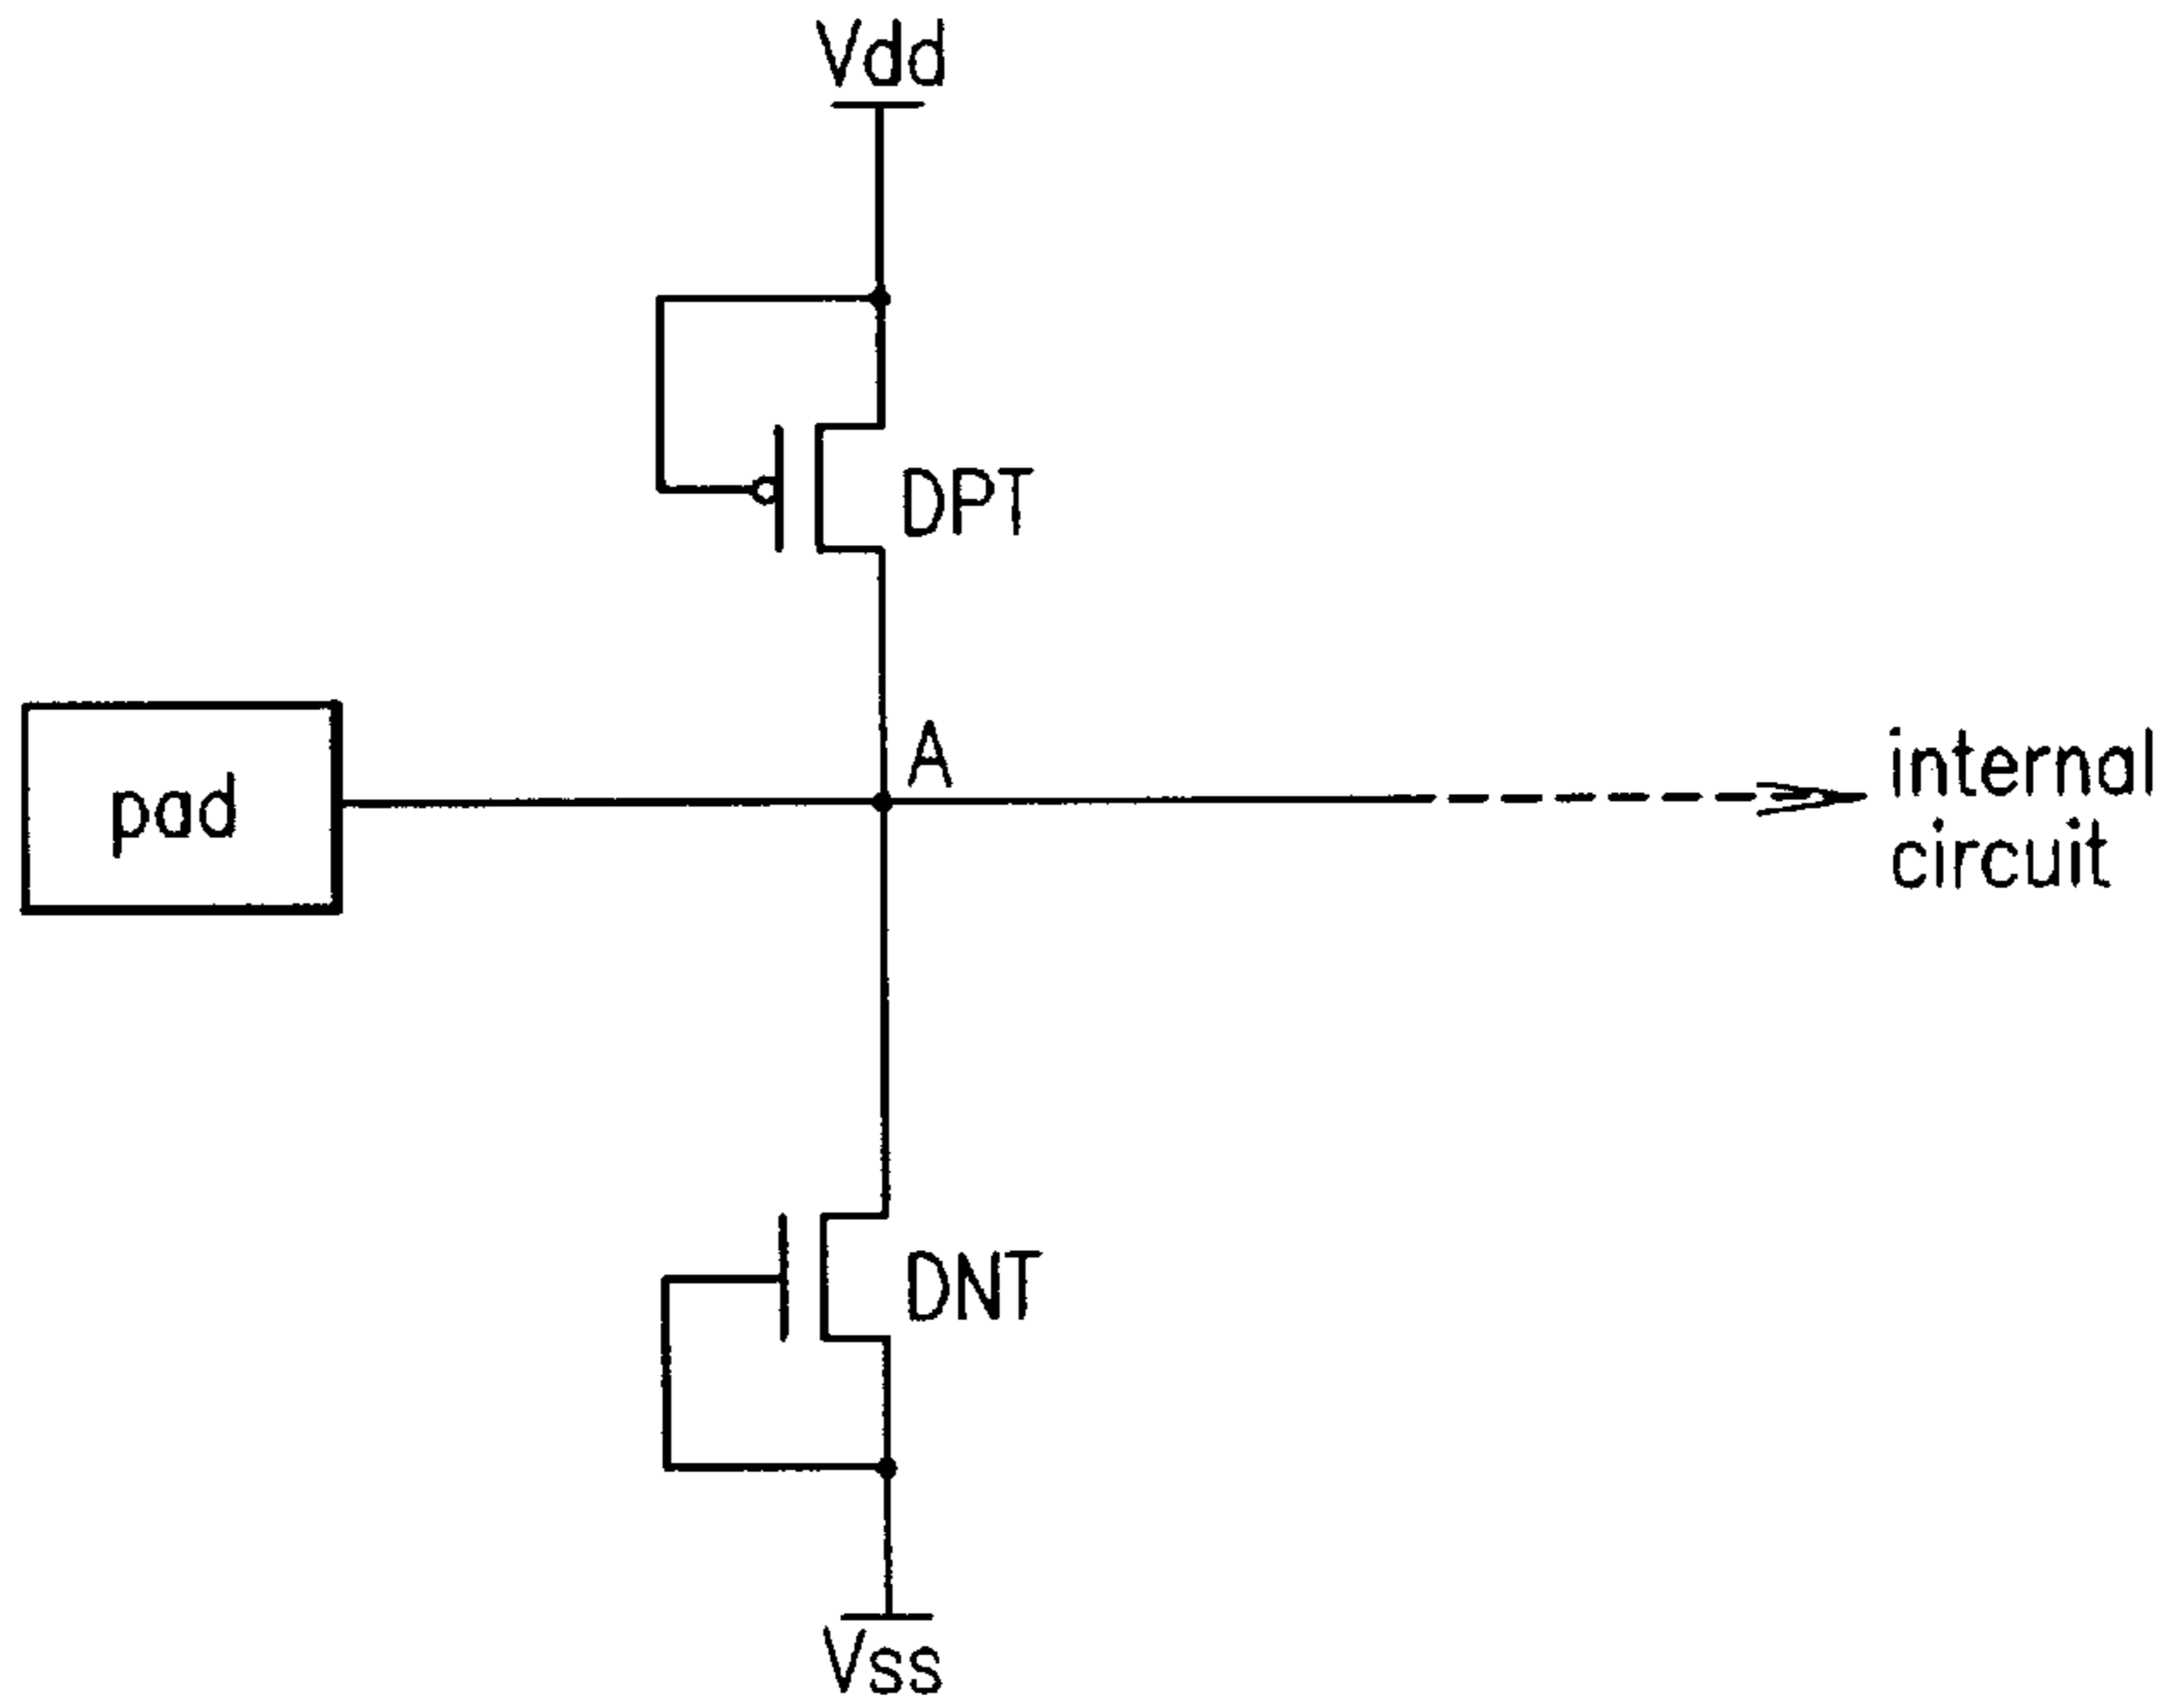 Vdd
DPT
A
pad
internal
circuit
DNT
Vss